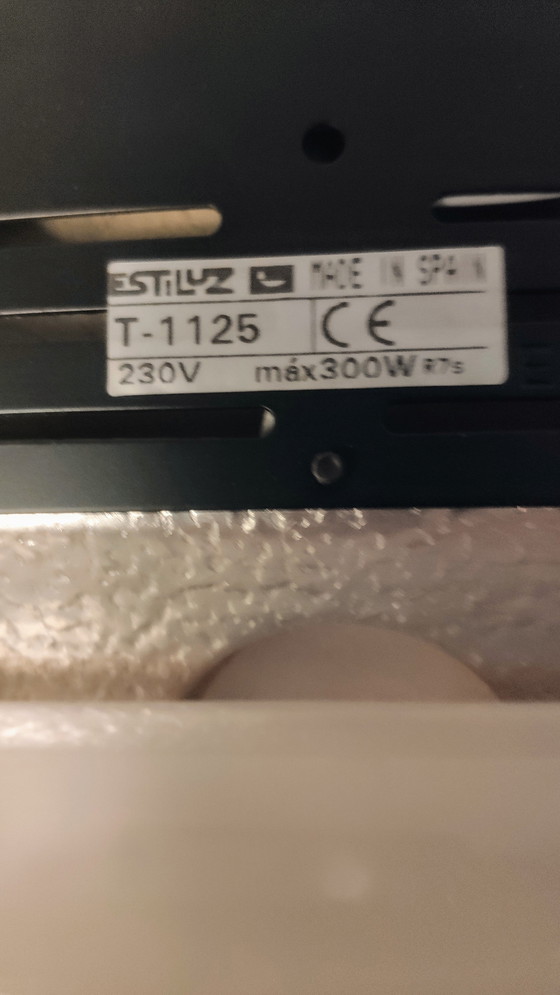 ESTILUZ MADE IN SPAIN
T-1125 CE
230V máx300W R7s